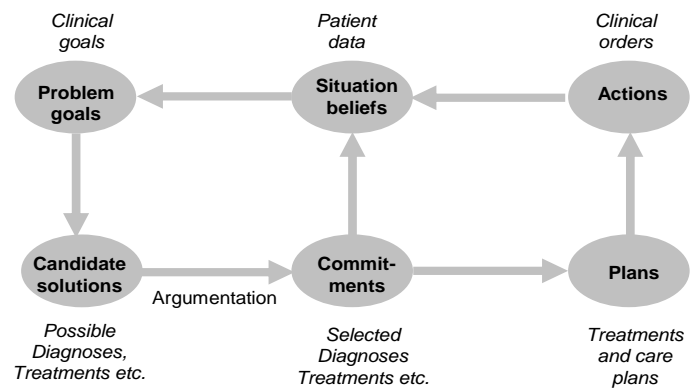 Clinical
goals
Patient
data
Clinical
orders
Problem
goals
Situation
beliefs
Actions
Candidate
solutions
Argumentation
Commit-
ments
Plans
Possible
Diagnoses,
Treatments etc.
Selected
Diagnoses
Treatments etc.
Treatments
and care
plans